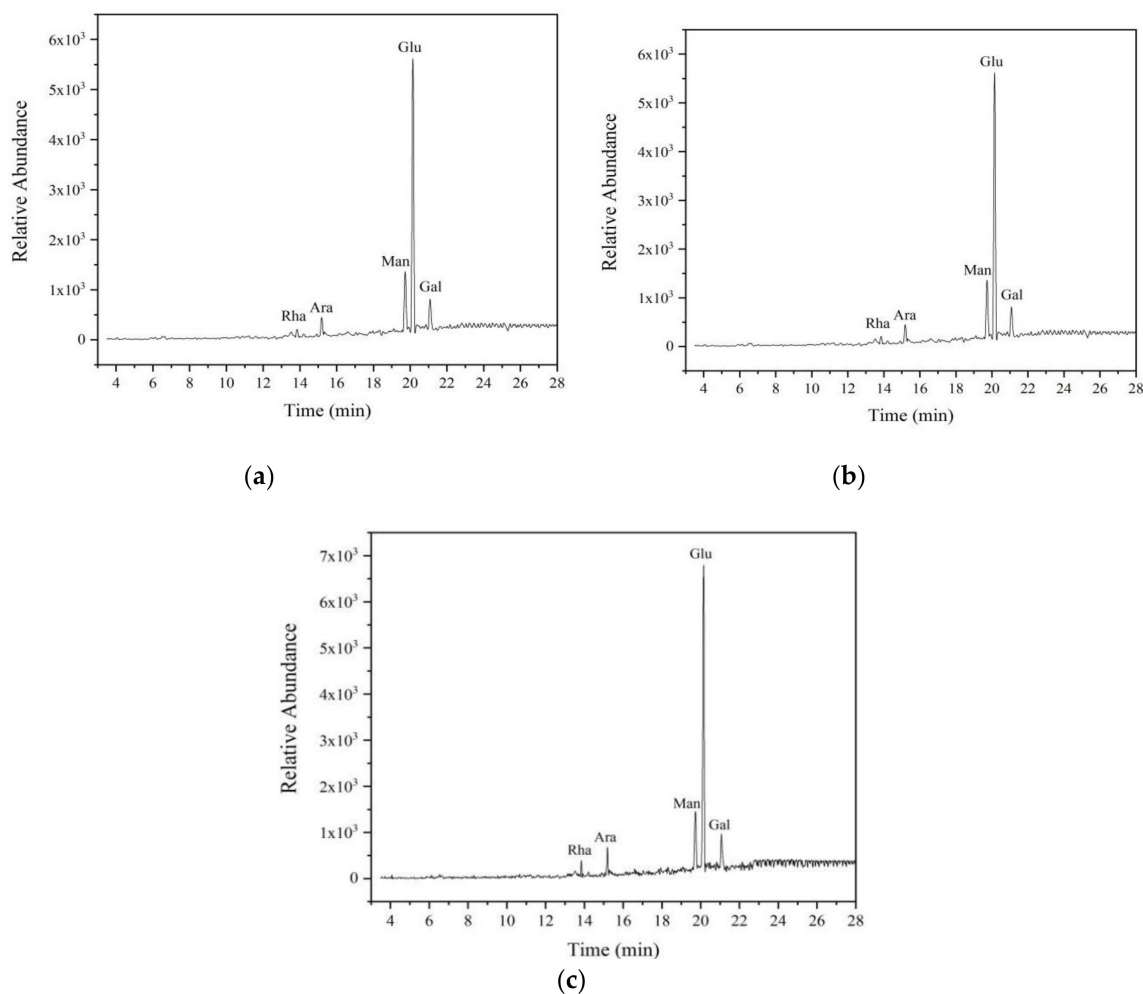 Relative Abundance
6x10³
5x10³
4x10³
3x10³
2x10³
1x10³
0
Glu
Man
Gal
Rha
Ara
4 6 8 10 12 14 16 18 20 22 24 26 28
Time (min)
(a)
Relative Abundance
6x10³
5x10³
4x10³
3x10³
2x10³
1x10³
0
Glu
Man
Gal
Rha
Ara
4 6 8 10 12 14 16 18 20 22 24 26 28
Time (min)
(b)
Relative Abundance
7x10³
6x10³
5x10³
4x10³
3x10³
2x10³
1x10³
0
Glu
Man
Gal
Rha
Ara
4 6 8 10 12 14 16 18 20 22 24 26 28
Time (min)
(c)